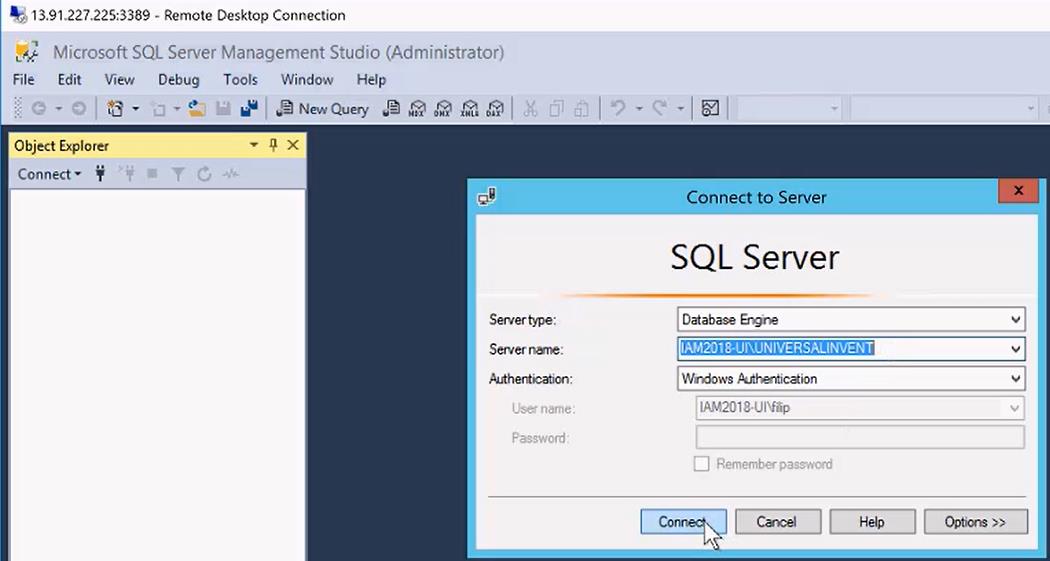 13.91.227.225:3389 - Remote Desktop Connection
Microsoft SQL Server Management Studio (Administrator)
File Edit View Debug Tools Window Help
New Query MDX DMX XMLA DAX
Object Explorer
Connect
Connect to Server
SQL Server
Server type: Database Engine
Server name: IAM2018-UI\UNIVERSALINVENT
Authentication: Windows Authentication
User name: IAM2018-UI\filip
Password:
Remember password
Connect Cancel Help Options >>